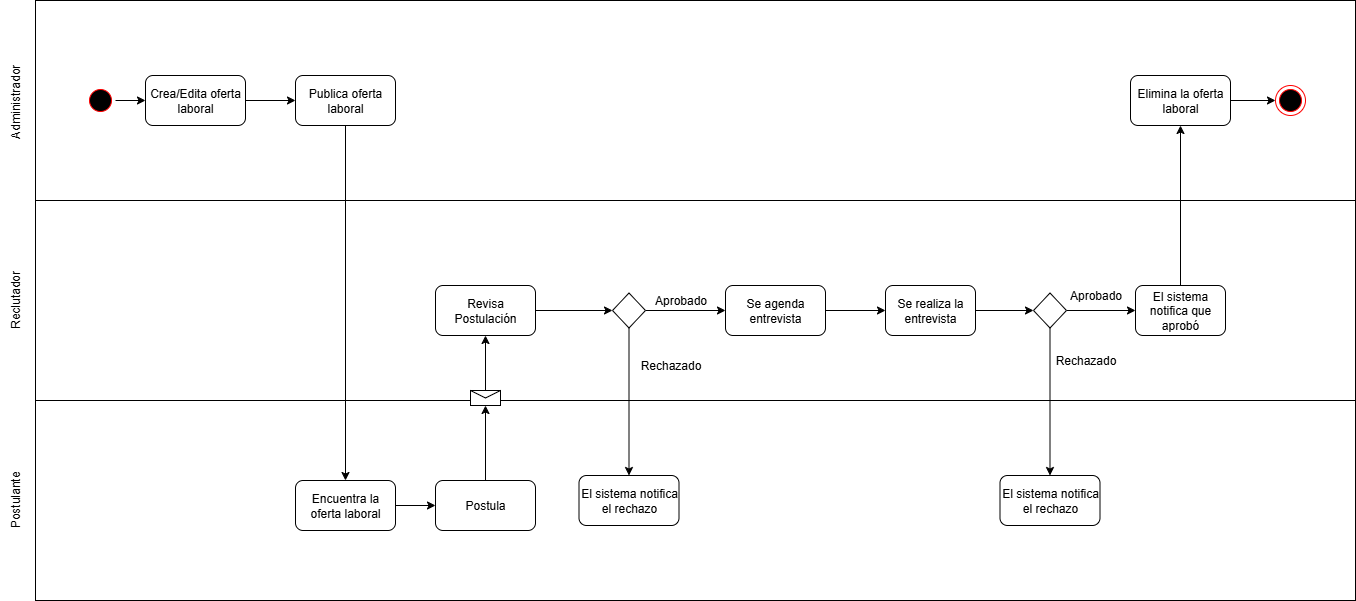 Administrador
Crea/Edita oferta
laboral
Publica oferta
laboral
Elimina la oferta
laboral
Reclutador
Revisa
Postulación
Aprobado
Rechazado
Se agenda
entrevista
Se realiza la
entrevista
Aprobado
Rechazado
El sistema
notifica que
aprobó
Postulante
Encuentra la
oferta laboral
Postula
El sistema notifica
el rechazo
El sistema notifica
el rechazo